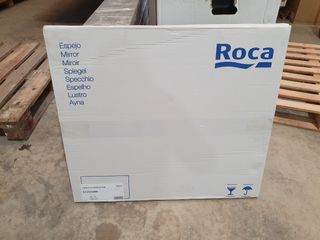 Roca
Espejo
Mirror
Miroir
Spiegel
Specchio
Espelho
Lustro
Ayna